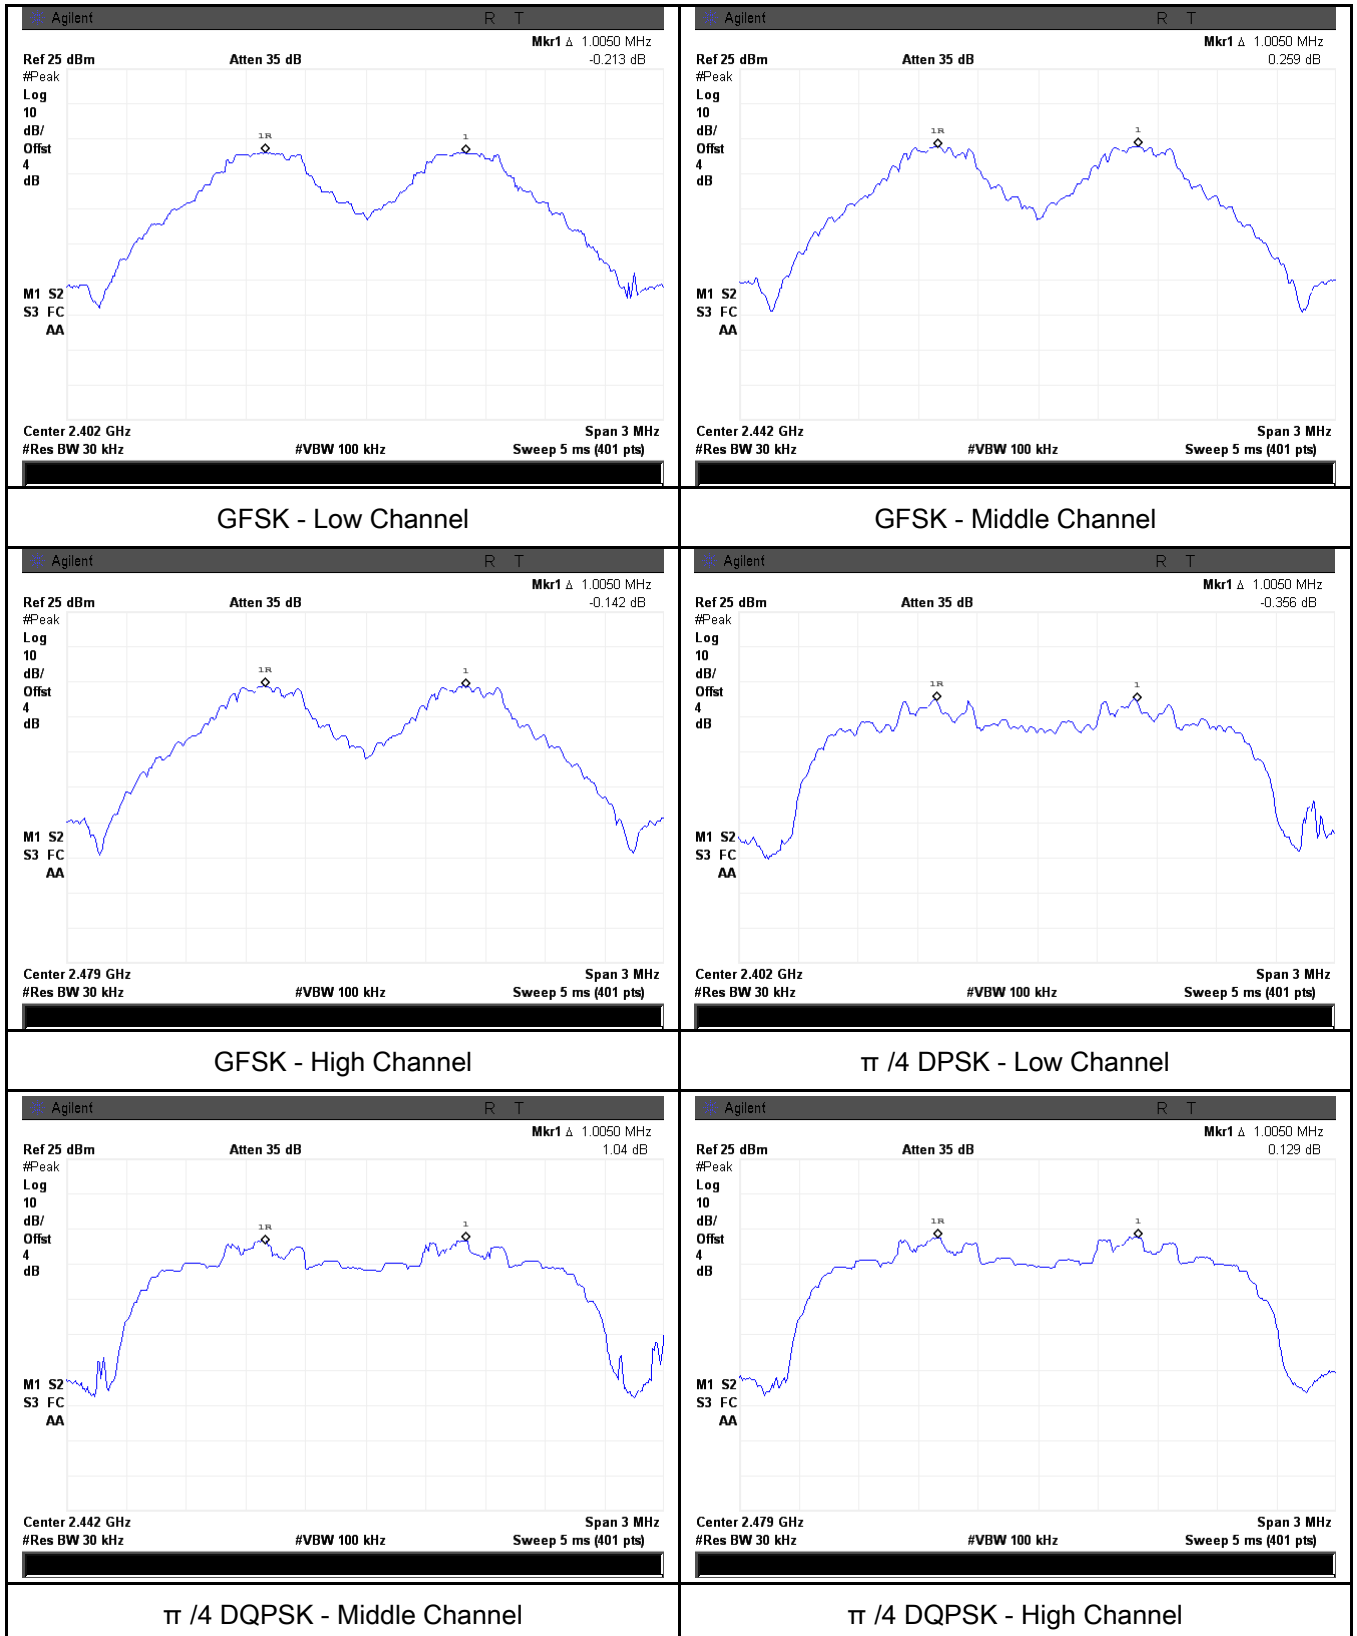 Agilent R T
Mkr1 Δ 1.0050 MHz
Ref 25 dBm Atten 35 dB -0.213 dB
#Peak
Log
10
dB/
Offst
4
dB
1R 1
M1 S2
S3 FC
AA
Center 2.402 GHz Span 3 MHz
#Res BW 30 kHz #VBW 100 kHz Sweep 5 ms (401 pts)
GFSK - Low Channel
Agilent R T
Mkr1 Δ 1.0050 MHz
Ref 25 dBm Atten 35 dB 0.259 dB
#Peak
Log
10
dB/
Offst
4
dB
1R 1
M1 S2
S3 FC
AA
Center 2.442 GHz Span 3 MHz
#Res BW 30 kHz #VBW 100 kHz Sweep 5 ms (401 pts)
GFSK - Middle Channel
Agilent R T
Mkr1 Δ 1.0050 MHz
Ref 25 dBm Atten 35 dB -0.142 dB
#Peak
Log
10
dB/
Offst
4
dB
1R 1
M1 S2
S3 FC
AA
Center 2.479 GHz Span 3 MHz
#Res BW 30 kHz #VBW 100 kHz Sweep 5 ms (401 pts)
GFSK - High Channel
Agilent R T
Mkr1 Δ 1.0050 MHz
Ref 25 dBm Atten 35 dB -0.356 dB
#Peak
Log
10
dB/
Offst
4
dB
1R 1
M1 S2
S3 FC
AA
Center 2.402 GHz Span 3 MHz
#Res BW 30 kHz #VBW 100 kHz Sweep 5 ms (401 pts)
π /4 DPSK - Low Channel
Agilent R T
Mkr1 Δ 1.0050 MHz
Ref 25 dBm Atten 35 dB 1.04 dB
#Peak
Log
10
dB/
Offst
4
dB
1R 1
M1 S2
S3 FC
AA
Center 2.442 GHz Span 3 MHz
#Res BW 30 kHz #VBW 100 kHz Sweep 5 ms (401 pts)
π /4 DQPSK - Middle Channel
Agilent R T
Mkr1 Δ 1.0050 MHz
Ref 25 dBm Atten 35 dB 0.129 dB
#Peak
Log
10
dB/
Offst
4
dB
1R 1
M1 S2
S3 FC
AA
Center 2.479 GHz Span 3 MHz
#Res BW 30 kHz #VBW 100 kHz Sweep 5 ms (401 pts)
π /4 DQPSK - High Channel